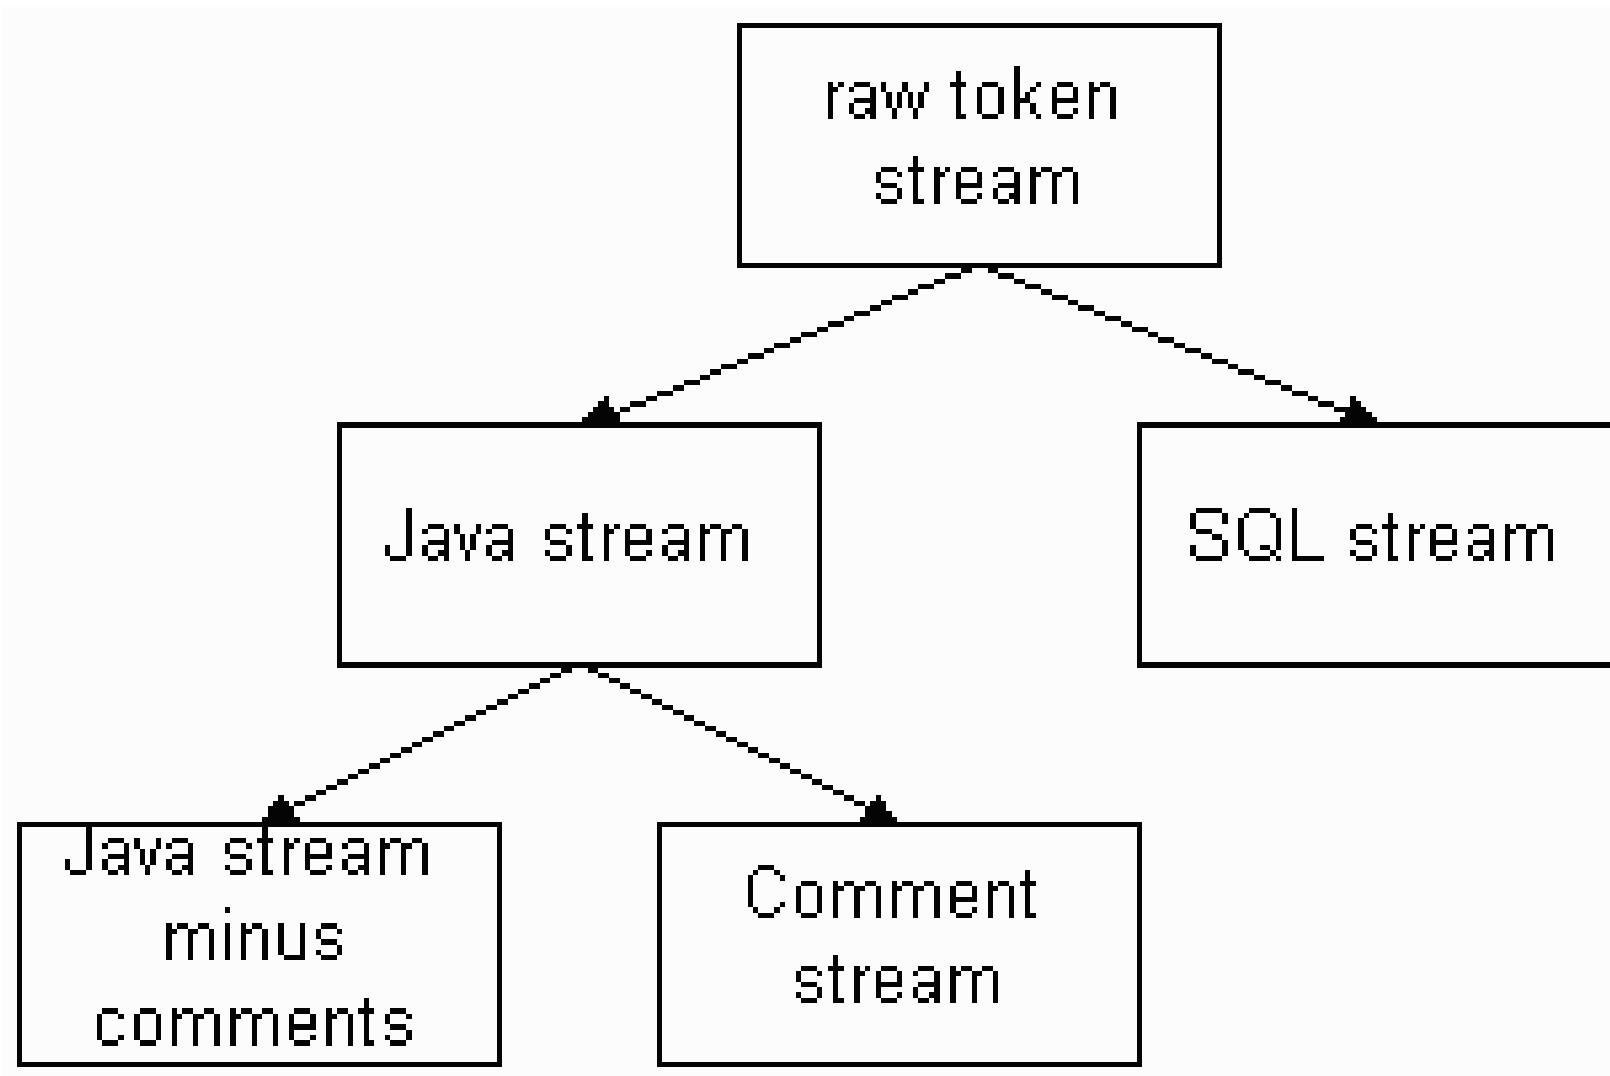 raw token
stream
Java stream
SQL stream
Java stream
minus
comments
Comment
stream